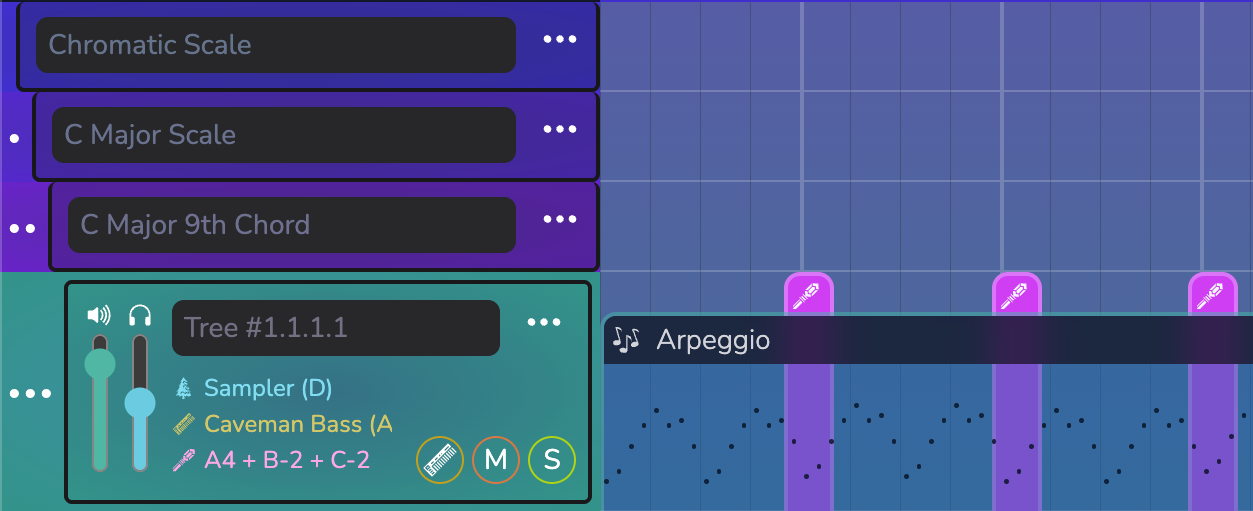 Chromatic Scale
C Major Scale
C Major 9th Chord
Tree #1.1.1.1
Arpeggio
Sampler (D)
Caveman Bass (A
A4 + B-2 + C-2
M
S